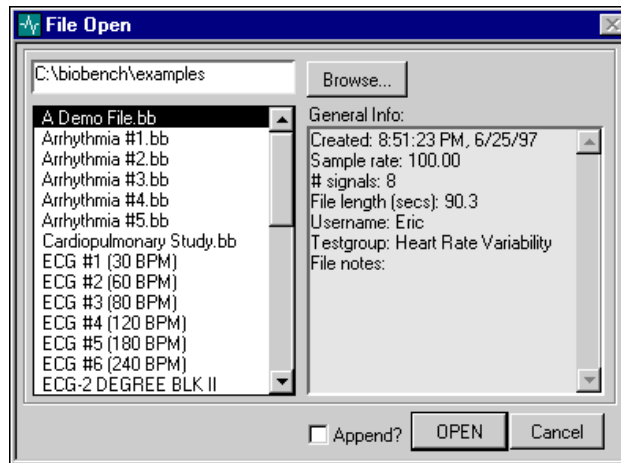 File Open
C:\biobench\examples
Browse...
A Demo File.bb
Arrhythmia #1.bb
Arrhythmia #2.bb
Arrhythmia #3.bb
Arrhythmia #4.bb
Arrhythmia #5.bb
Cardiopulmonary Study.bb
ECG #1 (30 BPM)
ECG #2 (60 BPM)
ECG #3 (80 BPM)
ECG #4 (120 BPM)
ECG #5 (180 BPM)
ECG #6 (240 BPM)
ECG-2 DEGREE BLK II
General Info:
Created: 8:51:23 PM, 6/25/97
Sample rate: 100.00
# signals: 8
File length (secs): 90.3
Username: Eric
Testgroup: Heart Rate Variability
File notes:
Append?
OPEN
Cancel